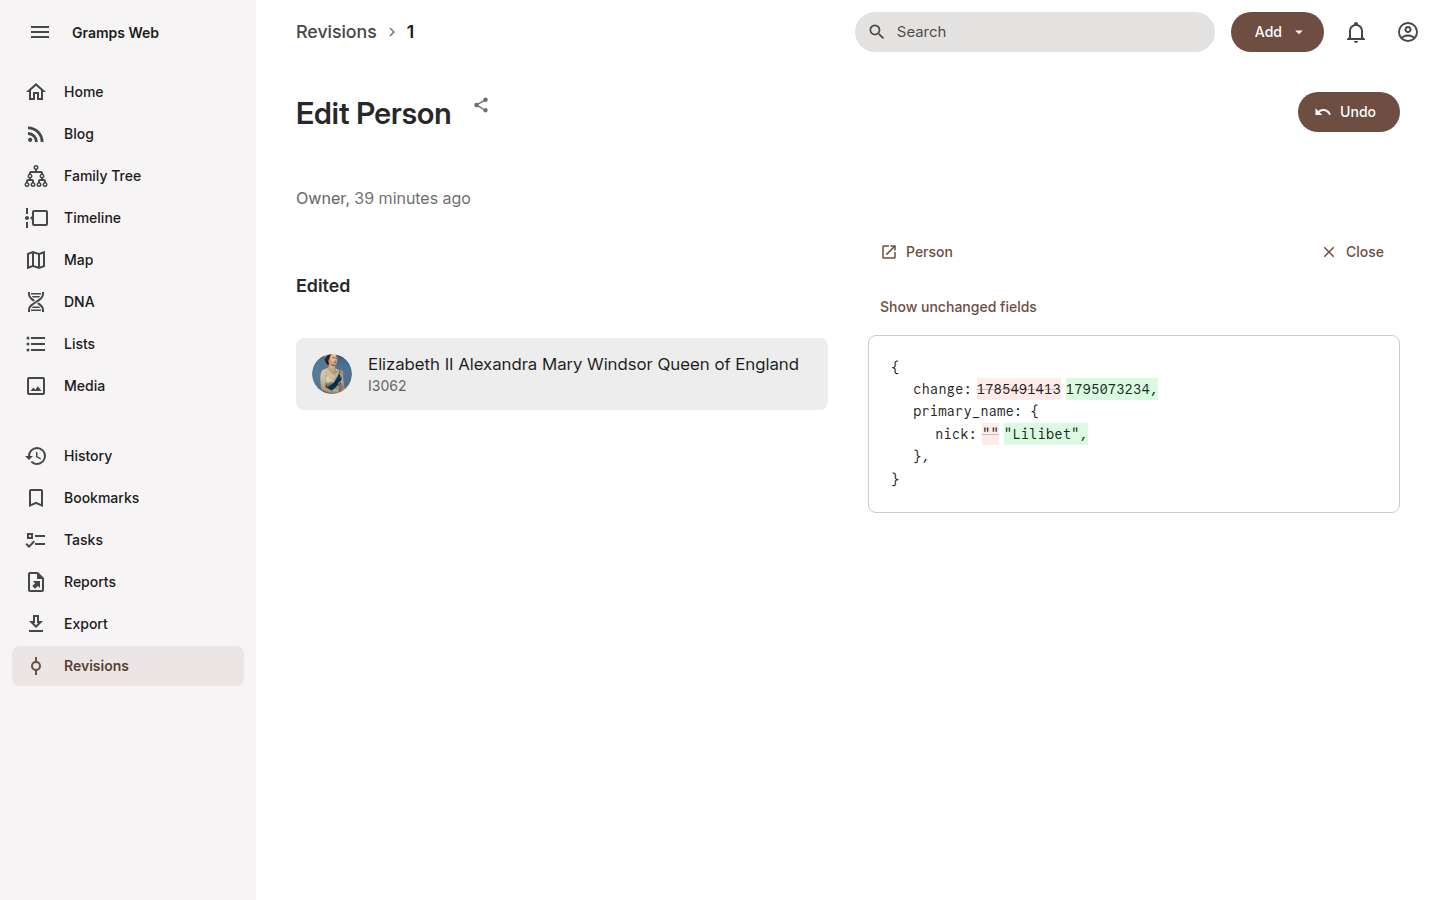 Gramps Web
Home
Blog
Family Tree
Timeline
Map
DNA
Lists
Media
History
Bookmarks
Tasks
Reports
Export
Revisions
Revisions 1
Search
Add
Edit Person
Undo
Owner, 39 minutes ago
Edited
Elizabeth II Alexandra Mary Windsor Queen of England
I3062
Person
Close
Show unchanged fields
{
change: 1785491413 1795073234,
primary_name: {
nick: "" "Lilibet",
},
}